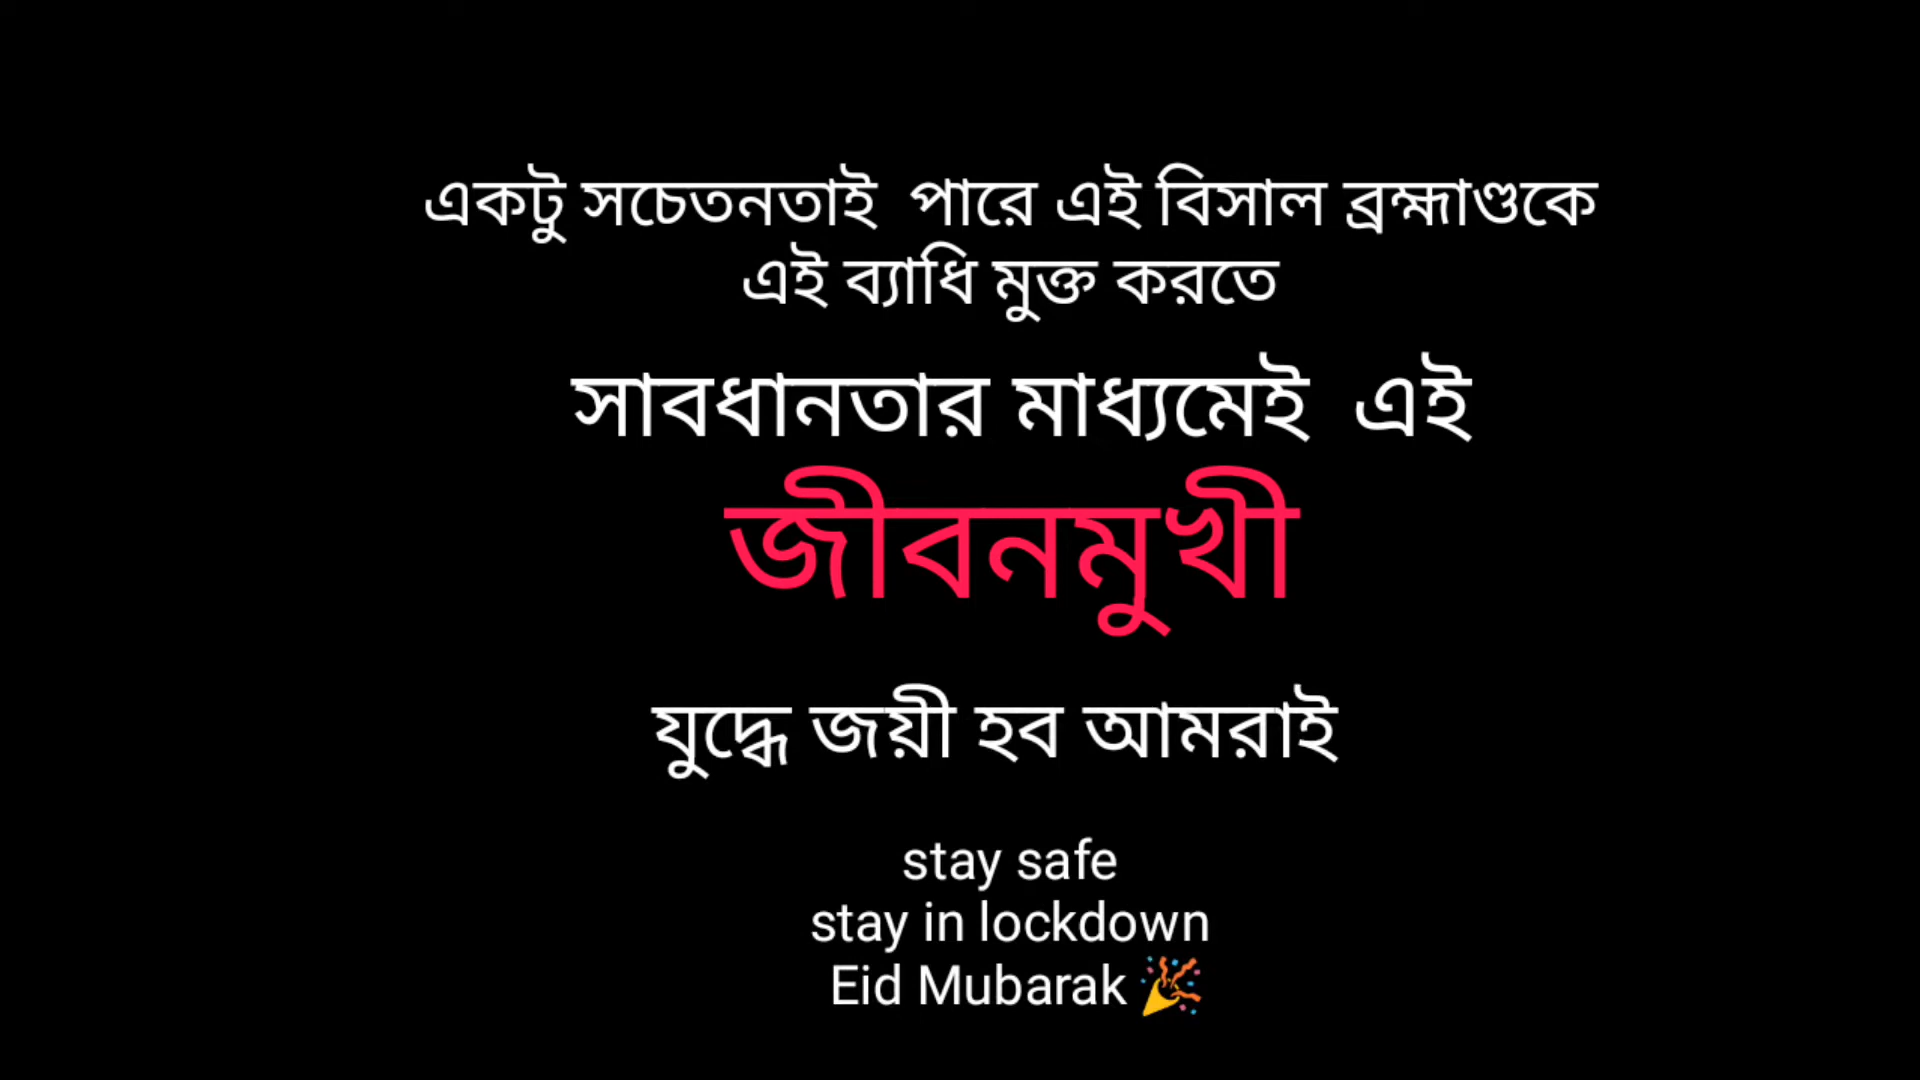 একটু সচেতনতাই  পারে এই বিসাল ব্রহ্মাণ্ডকে
এই ব্যাধি মুক্ত করতে
সাবধানতার মাধ্যমেই  এই
জীবনমুখী
যুদ্ধে জয়ী হব আমরাই
stay safe
stay in lockdown
Eid Mubarak 🎉